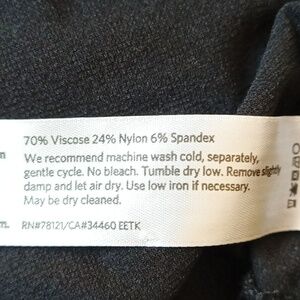 70% Viscose 24% Nylon 6% Spandex
We recommend machine wash cold, separately,
gentle cycle. No bleach. Tumble dry low. Remove slightly
damp and let air dry. Use low iron if necessary.
May be dry cleaned.
RN#78121/CA#34460 EETK